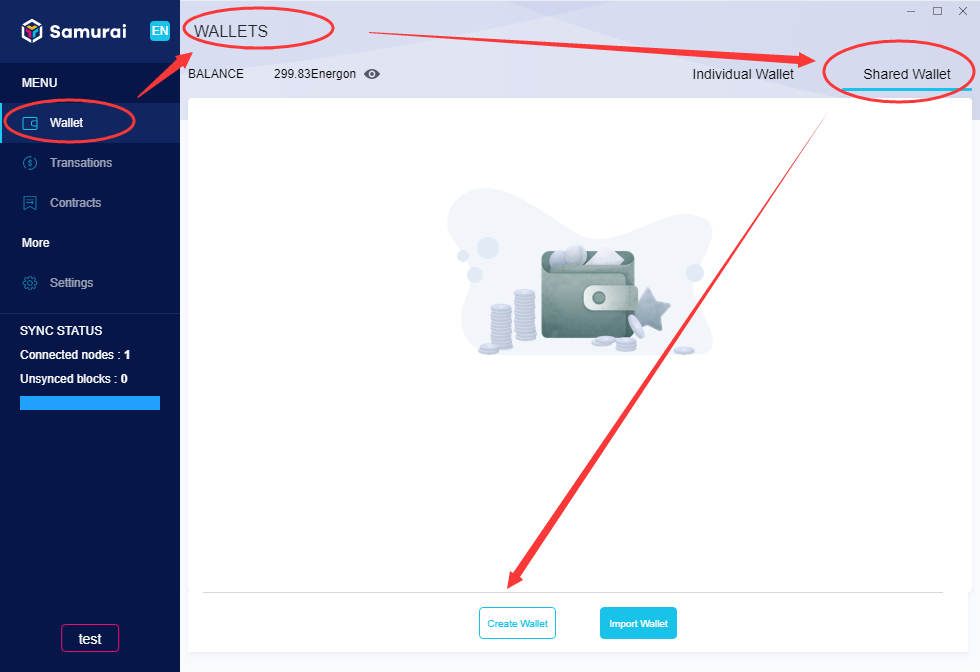 Samurai
EN
MENU
Wallet
Transations
Contracts
More
Settings
SYNC STATUS
Connected nodes : 1
Unsynced blocks : 0
test
WALLETS
BALANCE 299.83Energon
Individual Wallet Shared Wallet
Create Wallet Import Wallet